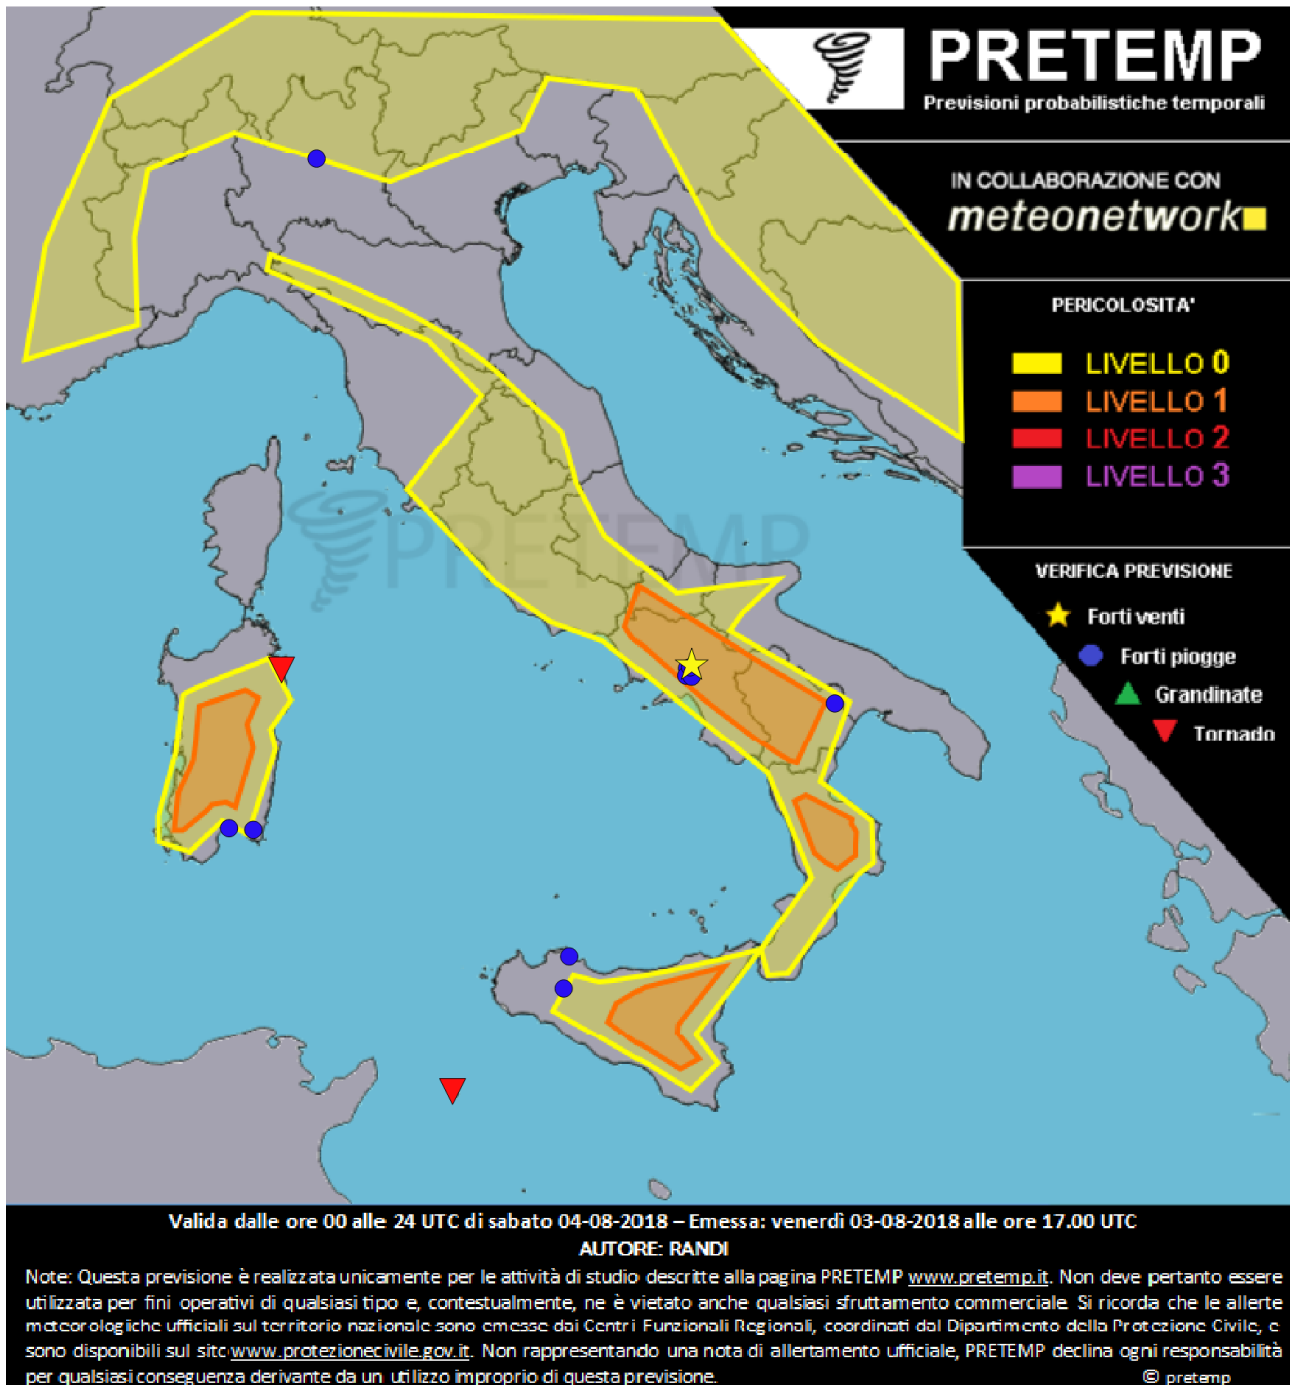 PRETEMP
Previsioni probabilistiche temporali
IN COLLABORAZIONE CON
meteonetwork
PERICOLOSITA'
LIVELLO 0
LIVELLO 1
LIVELLO 2
LIVELLO 3
PRETEMP
VERIFICA PREVISIONE
Forti venti
Forti piogge
Grandinate
Tornado
Valida dalle ore 00 alle 24 UTC di sabato 04-08-2018 – Emessa: venerdì 03-08-2018 alle ore 17.00 UTC
AUTORE: RANDI
Note: Questa previsione è realizzata unicamente per le attività di studio descritte alla pagina PRETEMP www.pretemp.it. Non deve pertanto essere
utilizzata per fini operativi di qualsiasi tipo e, contestualmente, ne è vietato anche qualsiasi sfruttamento commerciale. Si ricorda che le allerte
meteorologiche ufficiali sul territorio nazionale sono emesse dai Centri Funzionali Regionali, coordinati dal Dipartimento della Protezione Civile, e
sono disponibili sul sito www.protezionecivile.gov.it. Non rappresentando una nota di allertamento ufficiale, PRETEMP declina ogni responsabilità
per qualsiasi conseguenza derivante da un utilizzo improprio di questa previsione.
© pretemp